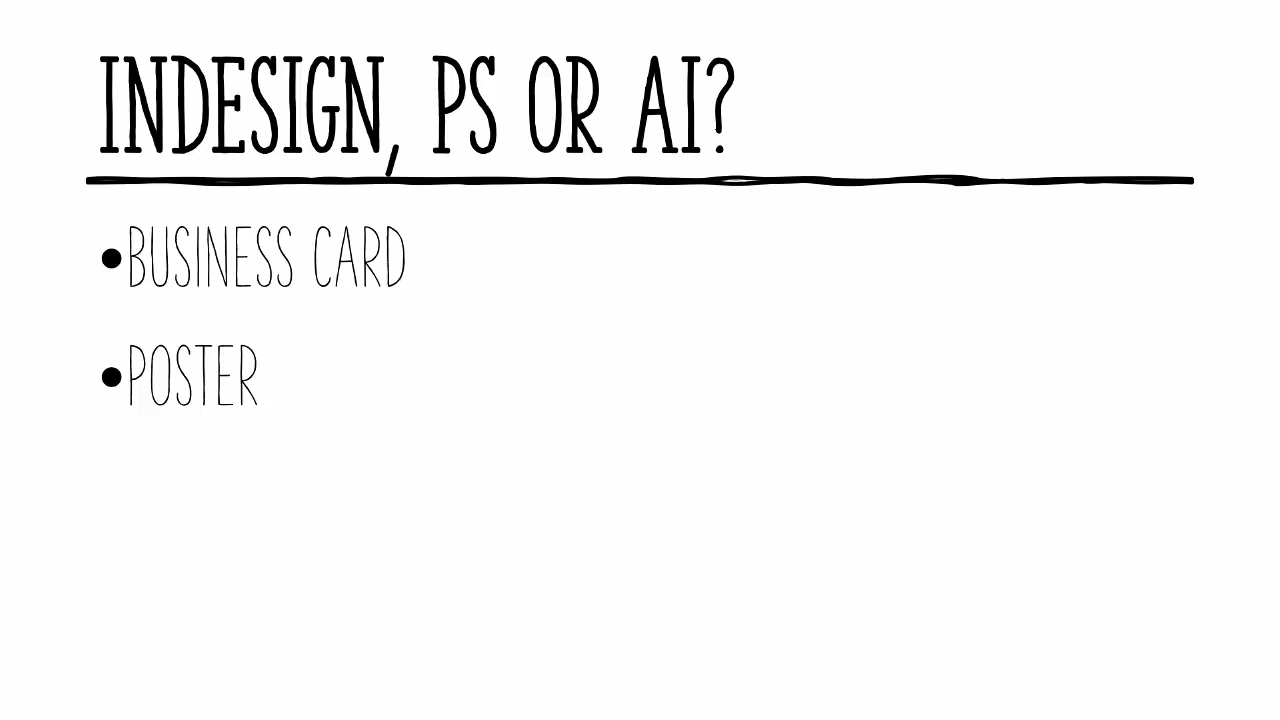 INDESIGN, PS OR AI?
•BUSINESS CARD
•POSTER